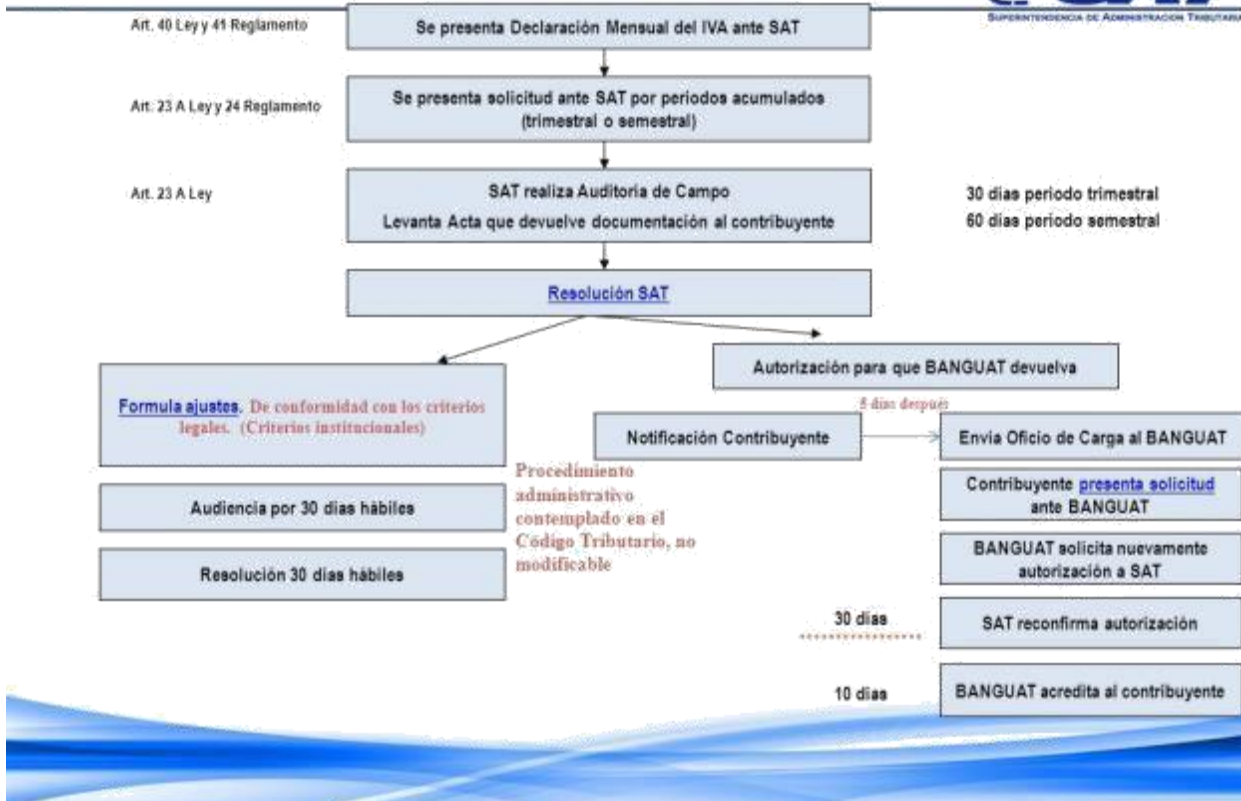 SUPERINTENDENCIA DE ADMINISTRACIÓN TRIBUTARIA
Art. 40 Ley y 41 Reglamento
Se presenta Declaración Mensual del IVA ante SAT
Art. 23 A Ley y 24 Reglamento
Se presenta solicitud ante SAT por periodos acumulados
(trimestral o semestral)
Art. 23 A Ley
SAT realiza Auditoría de Campo
Levanta Acta que devuelve documentación al contribuyente
30 días periodo trimestral
60 días periodo semestral
Resolución SAT
Autorización para que BANGUAT devuelva
Formula ajustes. De conformidad con los criterios
legales. (Criterios institucionales)
5 días después
Notificación Contribuyente
Envía Oficio de Carga al BANGUAT
Procedimiento
administrativo
contemplado en el
Código Tributario, no
modificable
Contribuyente presenta solicitud
ante BANGUAT
Audiencia por 30 días hábiles
BANGUAT solicita nuevamente
autorización a SAT
Resolución 30 días hábiles
30 días
SAT reconfirma autorización
10 días
BANGUAT acredita al contribuyente